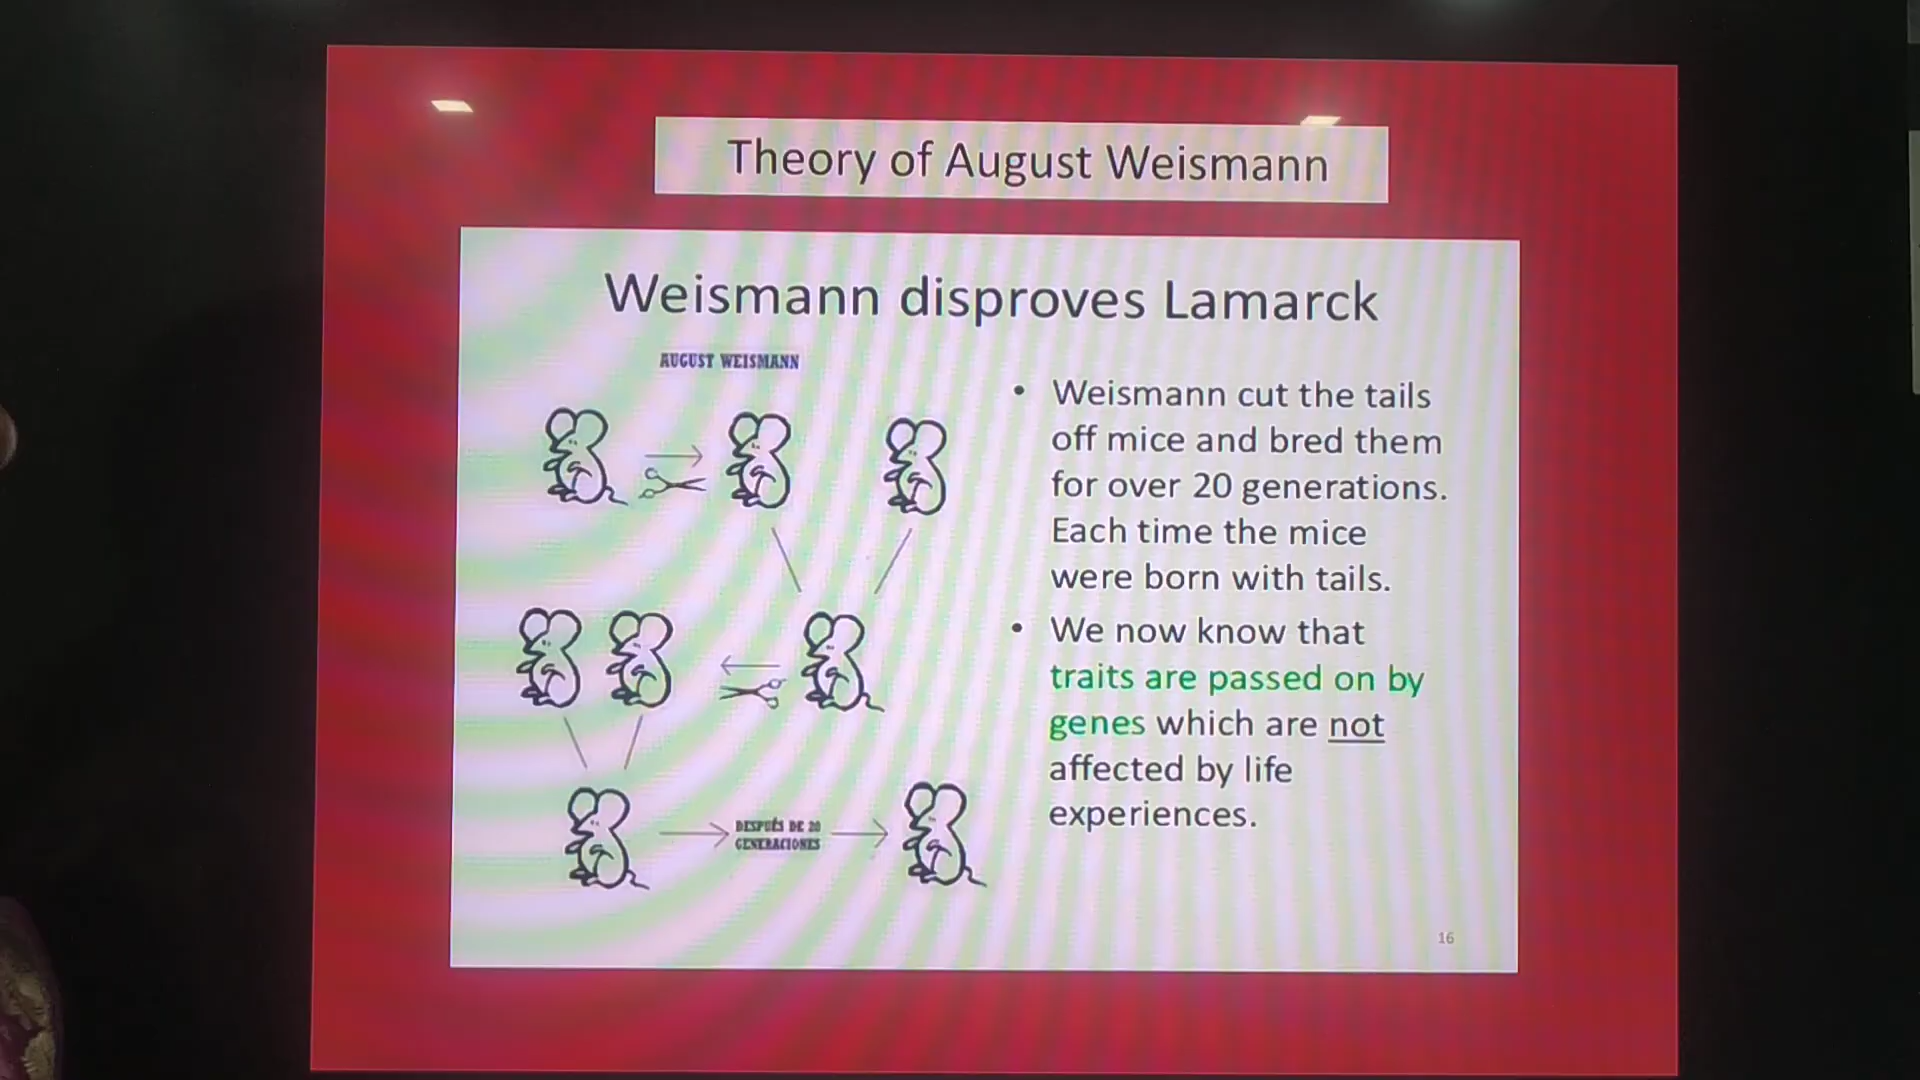 Theory of August Weismann
Weismann disproves Lamarck
AUGUST WEISMANN
• Weismann cut the tails
off mice and bred them
for over 20 generations.
Each time the mice
were born with tails.
• We now know that
traits are passed on by
genes which are not
affected by life
experiences.
DESPUÉS DE 20
GENERACIONES
16